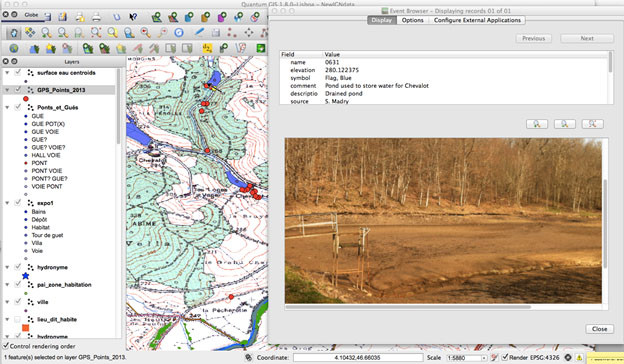 Quantum GIS 1.8.0-Lisboa - NewIGNdata
Event Browser - Displaying records 01 of 01
Display
Options
Configure External Applications
Previous
Next
Field
Value
name
0631
elevation
280.122375
symbol
Flag, Blue
comment
Pond used to store water for Chevalot
descriptio
Drained pond
source
S. Madry
Globe
Layers
surface eau centroids
GPS_Points_2013
Ponts_et_Gués
GUE
GUE POT(X)
GUE VOIE
GUE?
GUE? VOIE?
HALL VOIE
PONT
PONT VOIE
PONT? GUE?
VOIE PONT
expo1
Bains
Dépôt
Habitat
Tour de guet
Villa
Voie
hydronyme
pai_zone_habitation
ville
lieu_dit_habite
hydronyme
Control rendering order
Close
1 feature(s) selected on layer GPS_Points_2013.
Coordinate:
4.10432,46.66035
Scale
1:5880
Render
EPSG:4326